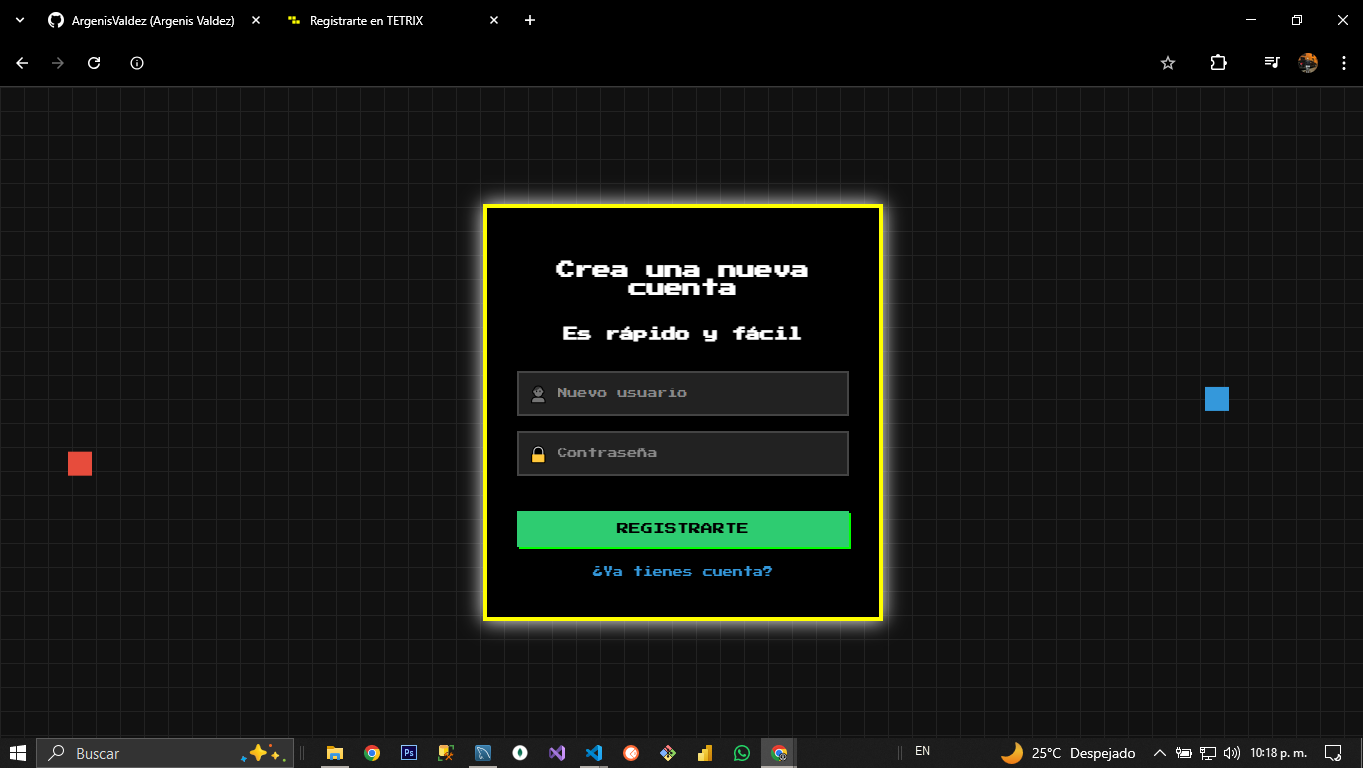 ArgenisValdez (Argenis Valdez)
Registrarte en TETRIX
Crea una nueva
cuenta
Es rápido y fácil
Nuevo usuario
Contraseña
REGISTRARTE
¿Ya tienes cuenta?
Buscar
Ps
EN
25°C Despejado
10:18 p. m.